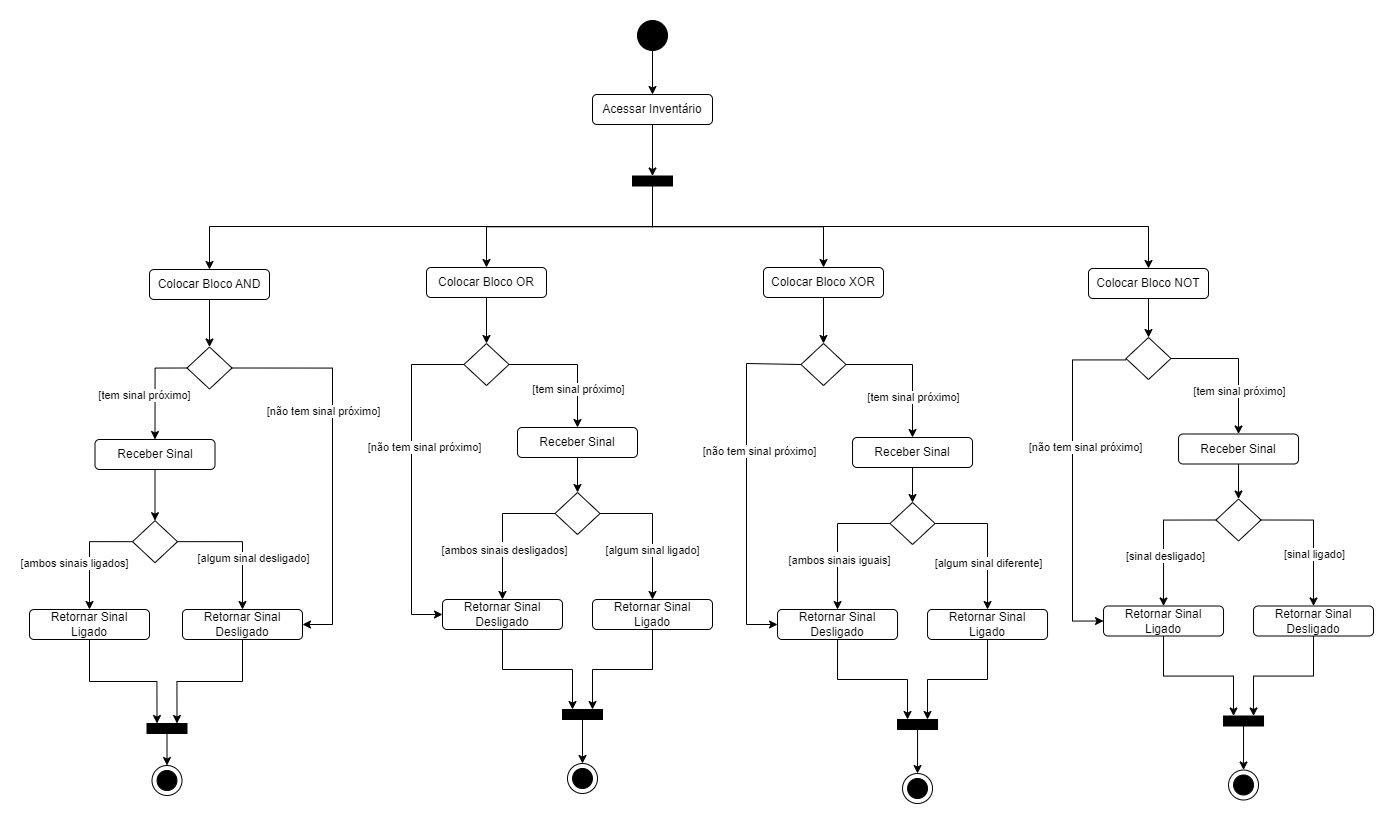 Acessar Inventário
Colocar Bloco AND
Colocar Bloco OR
Colocar Bloco XOR
Colocar Bloco NOT
[tem sinal próximo]
[não tem sinal próximo]
Receber Sinal
[ambos sinais ligados]
[algum sinal desligado]
Retornar Sinal
Ligado
Retornar Sinal
Desligado
[tem sinal próximo]
[não tem sinal próximo]
Receber Sinal
[ambos sinais desligados]
[algum sinal ligado]
Retornar Sinal
Desligado
Retornar Sinal
Ligado
[tem sinal próximo]
[não tem sinal próximo]
Receber Sinal
[ambos sinais iguais]
[algum sinal diferente]
Retornar Sinal
Desligado
Retornar Sinal
Ligado
[tem sinal próximo]
[não tem sinal próximo]
Receber Sinal
[sinal desligado]
[sinal ligado]
Retornar Sinal
Ligado
Retornar Sinal
Desligado